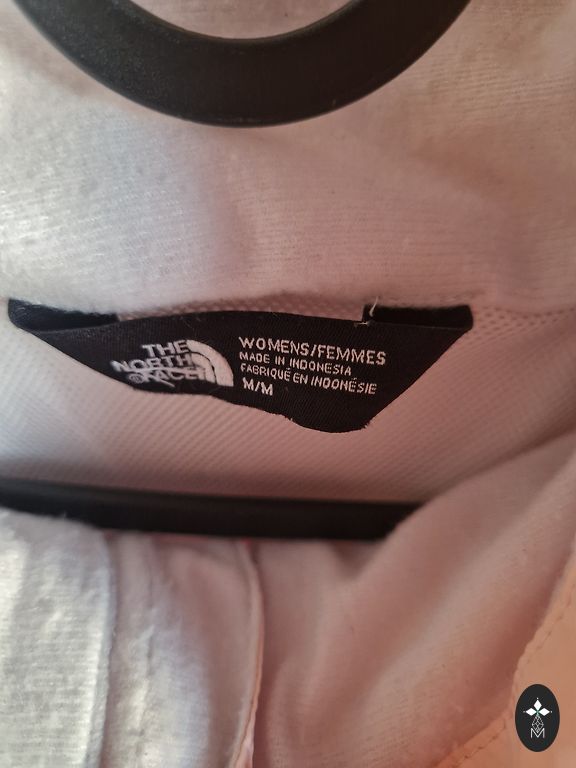 THE
NORTH
FACE
WOMENS/FEMMES
MADE IN INDONESIA
FABRIQUÉ EN INDONÉSIE
M/M